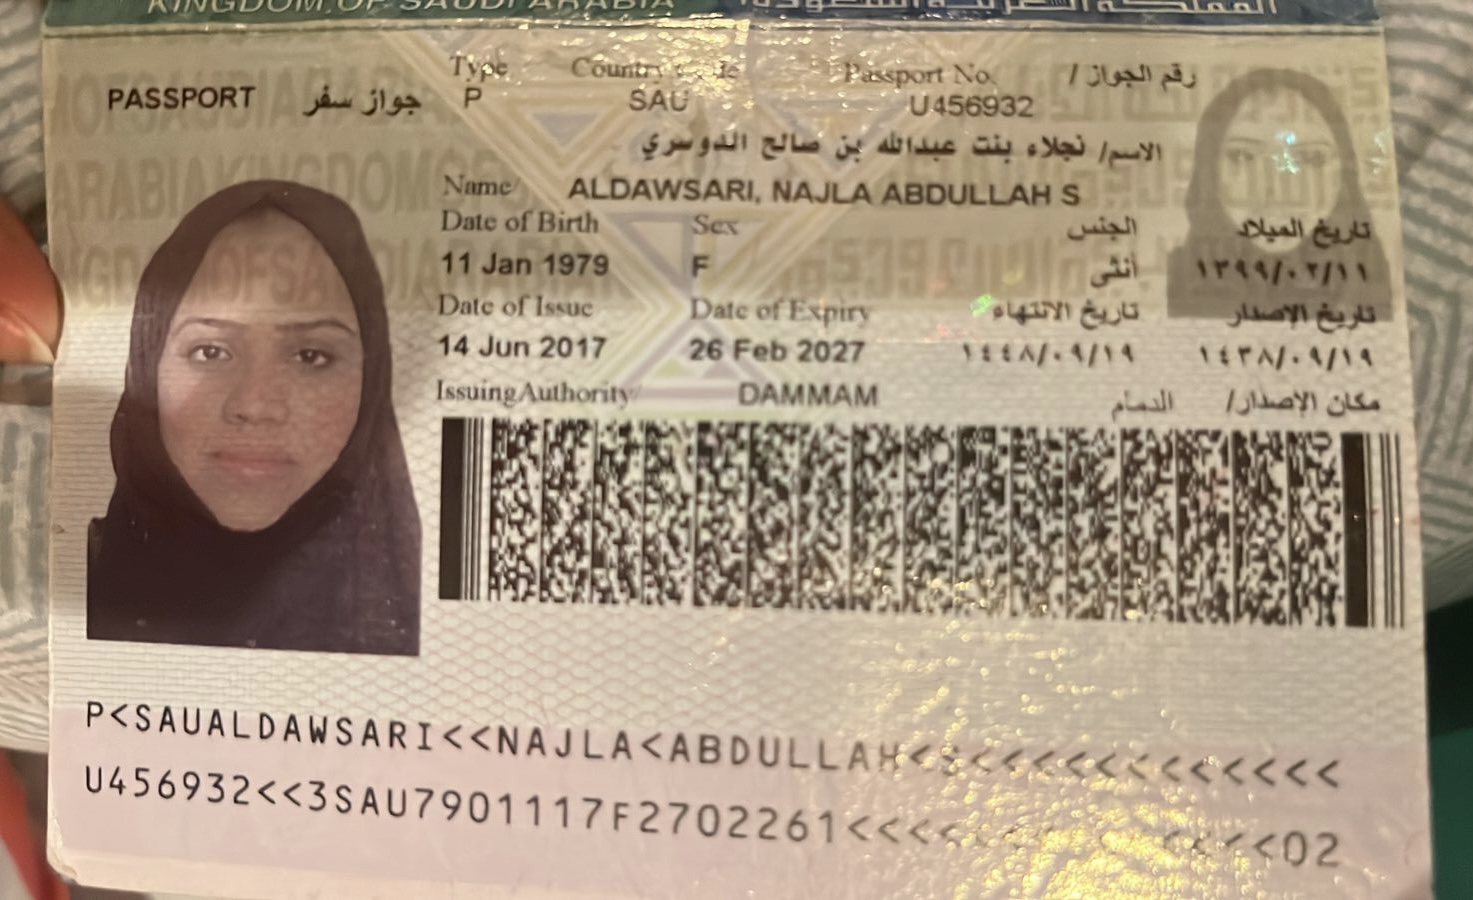 KINGDOM OF SAUDI ARABIA المملكة العربية السعودية
Type Country Passport No. / رقم الجواز
PASSPORT جواز سفر P SAU U456932
الاسم/ نجلاء بنت عبدالله بن صالح الدوسري
Name/ ALDAWSARI, NAJLA ABDULLAH S
Date of Birth Sex الجنس تاريخ الميلاد
11 Jan 1979 F أنثى ١٣٩٩/٠٢/١١
Date of Issue Date of Expiry تاريخ الانتهاء تاريخ الإصدار
14 Jun 2017 26 Feb 2027 ١٤٤٨/٠٩/١٩ ١٤٣٨/٠٩/١٩
Issuing Authority/ DAMMAM الدمام مكان الإصدار/
P<SAUALDAWSARI<<NAJLA<ABDULLAH<S<<<<<<<<<<<<
U456932<<3SAU7901117F2702261<<<< <<<<02